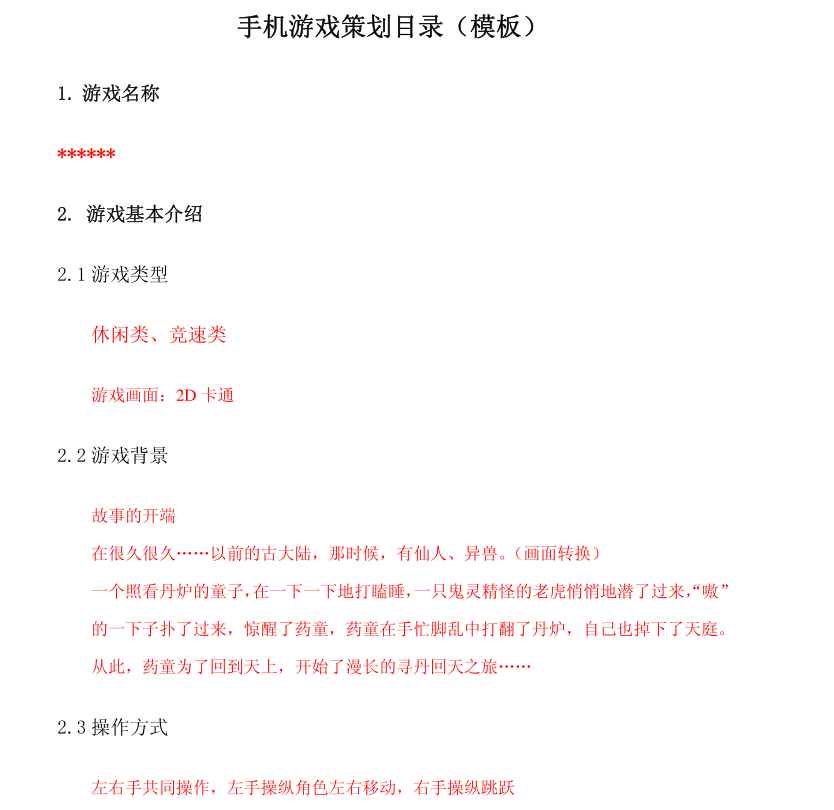 手机游戏策划目录（模板）
1. 游戏名称
******
2. 游戏基本介绍
2.1 游戏类型
休闲类、竞速类
游戏画面：2D 卡通
2.2 游戏背景
故事的开端
在很久很久……以前的古大陆，那时候，有仙人、异兽。（画面转换）
一个照看丹炉的童子，在一下一下地打瞌睡，一只鬼灵精怪的老虎悄悄地潜了过来，“嗷”
的一下子扑了过来，惊醒了药童，药童在手忙脚乱中打翻了丹炉，自己也掉下了天庭。
从此，药童为了回到天上，开始了漫长的寻丹回天之旅……
2.3 操作方式
左右手共同操作，左手操纵角色左右移动，右手操纵跳跃